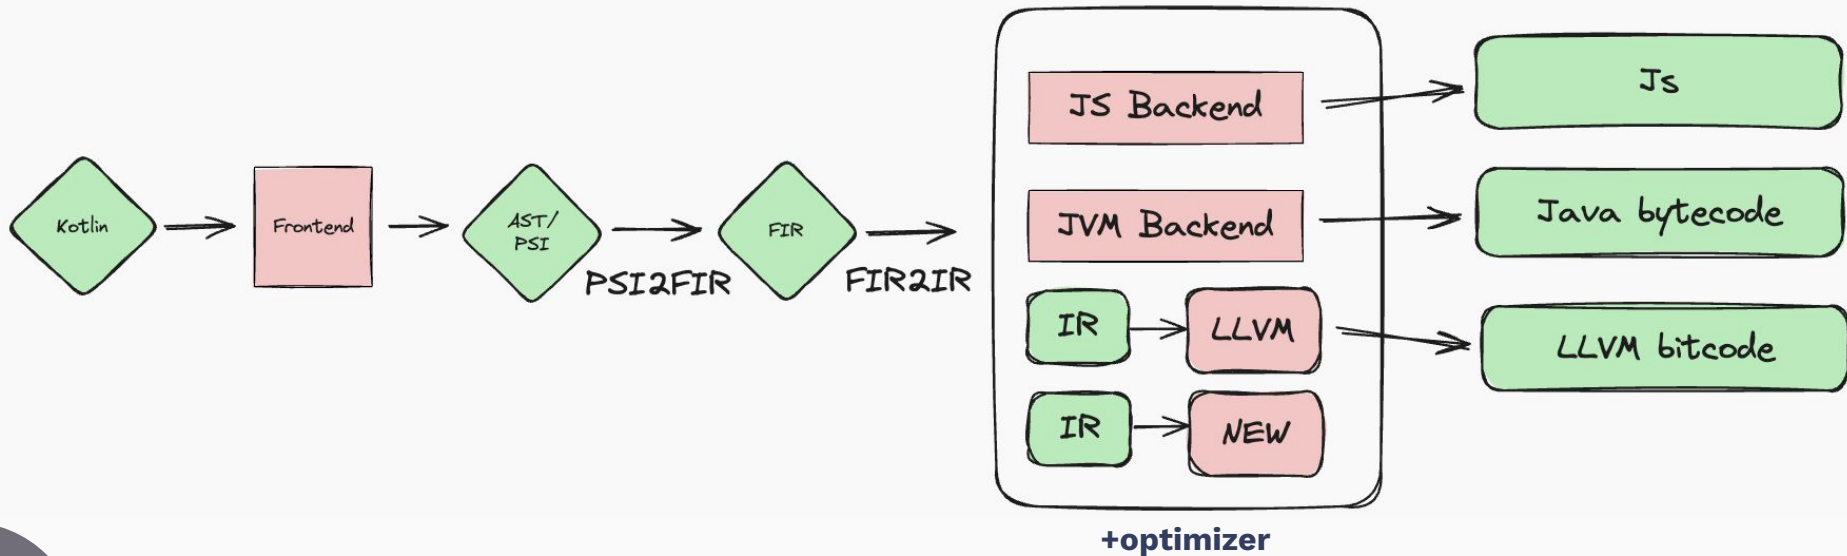 Kotlin
Frontend
AST/
PSI
PSI2FIR
FIR
FIR2IR
JS Backend
JVM Backend
IR
LLVM
IR
NEW
Js
Java bytecode
LLVM bitcode
+optimizer